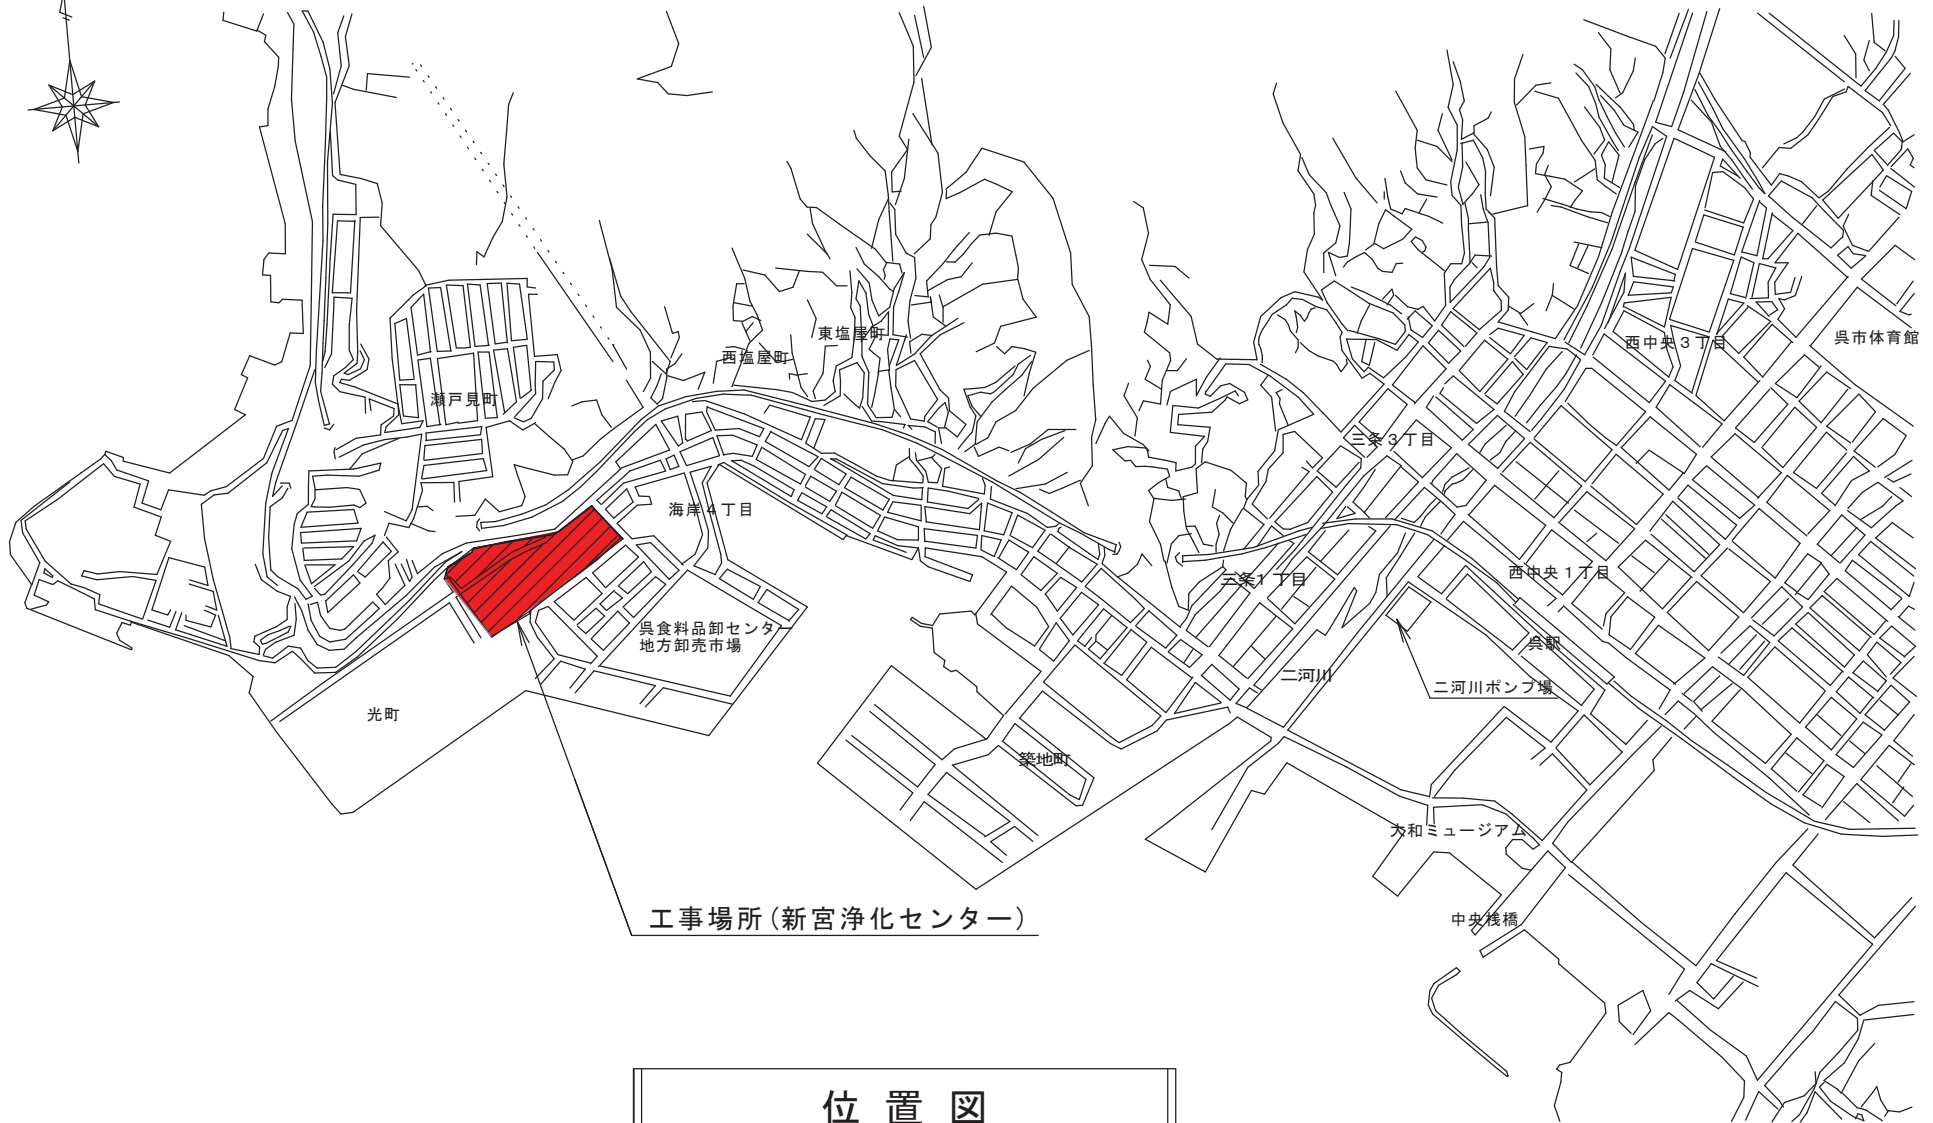 東塩屋町
西塩屋町
西中央3丁目
呉市体育館
瀬戸見町
三条3丁目
海岸4丁目
三条1丁目
西中央1丁目
呉食料品卸センター
地方卸売市場
呉駅
二河川
二河川ポンプ場
光町
築地町
大和ミュージアム
工事場所(新宮浄化センター)
中央桟橋
位置図